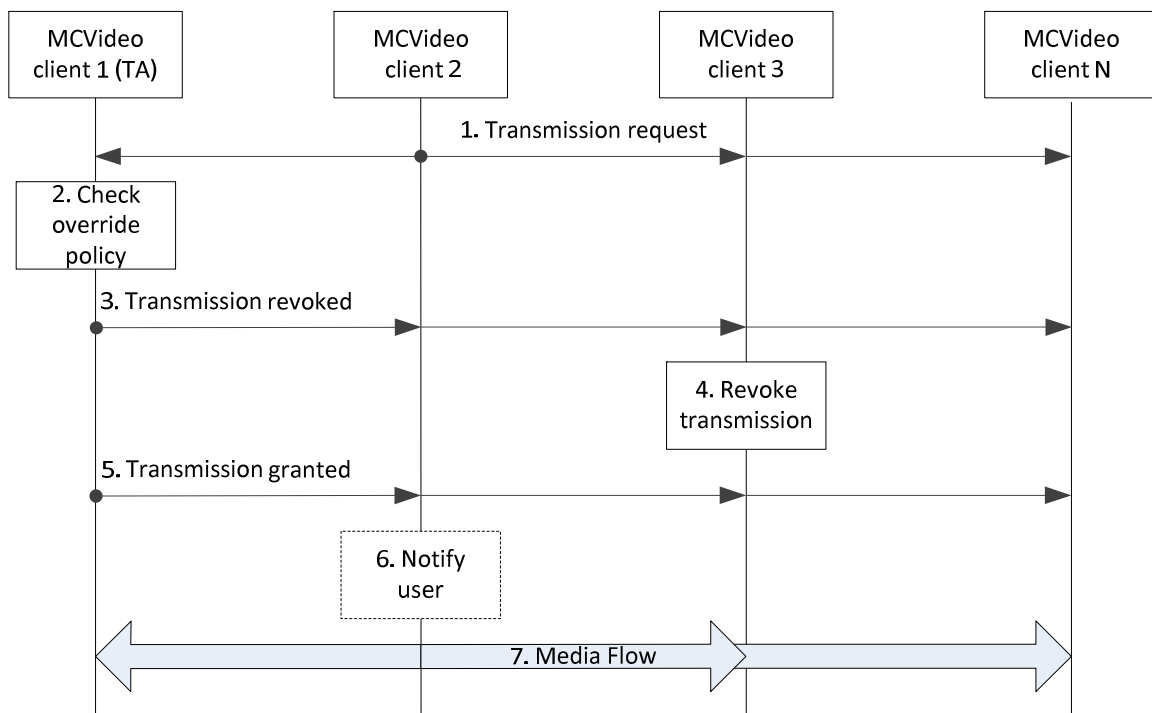 MCVideo
client 1 (TA)
MCVideo
client 2
MCVideo
client 3
MCVideo
client N
1. Transmission request
2. Check
override
policy
3. Transmission revoked
4. Revoke
transmission
5. Transmission granted
6. Notify
user
7. Media Flow